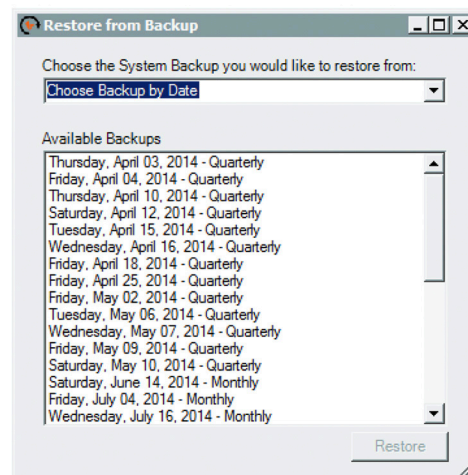 Restore from Backup
Choose the System Backup you would like to restore from:
Choose Backup by Date
Available Backups
Thursday, April 03, 2014 - Quarterly
Friday, April 04, 2014 - Quarterly
Thursday, April 10, 2014 - Quarterly
Saturday, April 12, 2014 - Quarterly
Tuesday, April 15, 2014 - Quarterly
Wednesday, April 16, 2014 - Quarterly
Friday, April 18, 2014 - Quarterly
Friday, April 25, 2014 - Quarterly
Friday, May 02, 2014 - Quarterly
Tuesday, May 06, 2014 - Quarterly
Wednesday, May 07, 2014 - Quarterly
Friday, May 09, 2014 - Quarterly
Saturday, May 10, 2014 - Quarterly
Saturday, June 14, 2014 - Monthly
Friday, July 04, 2014 - Monthly
Wednesday, July 16, 2014 - Monthly
Restore